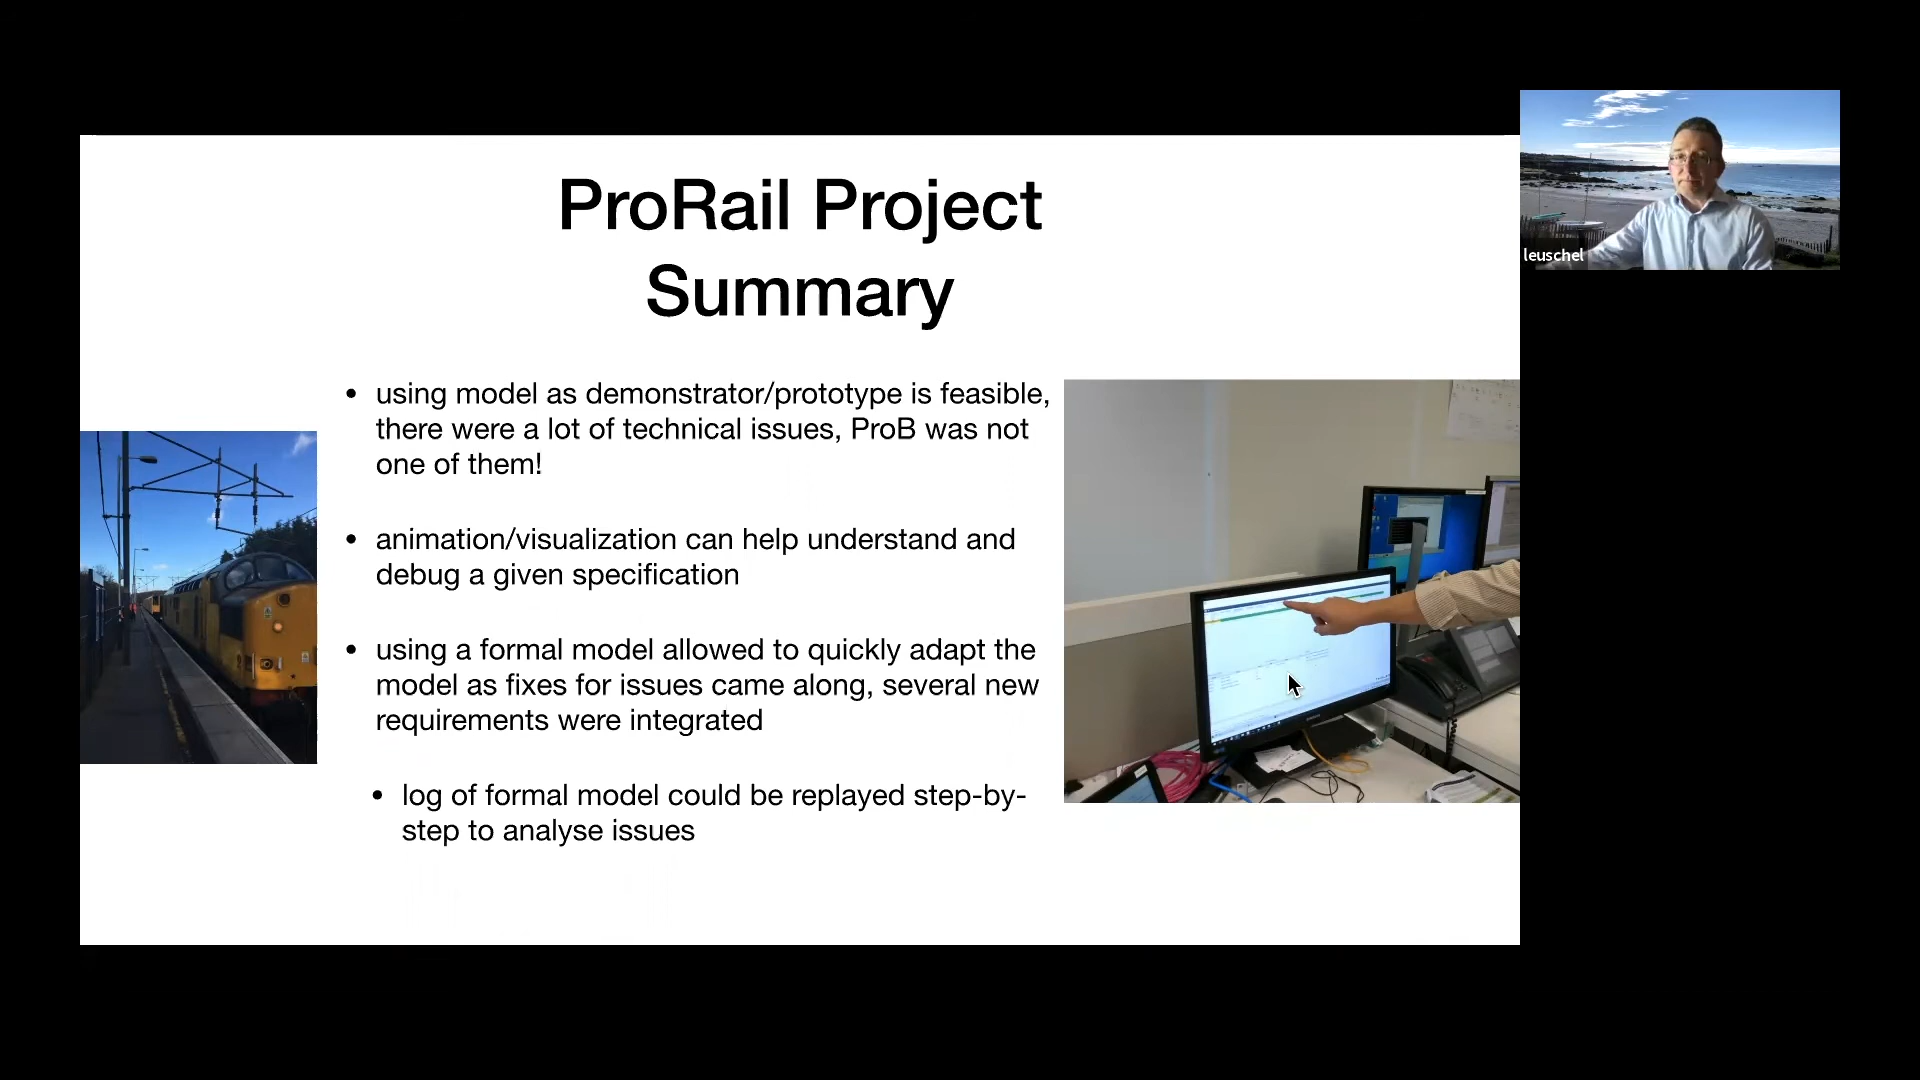 ProRail Project
Summary
• using model as demonstrator/prototype is feasible,
there were a lot of technical issues, ProB was not
one of them!
• animation/visualization can help understand and
debug a given specification
• using a formal model allowed to quickly adapt the
model as fixes for issues came along, several new
requirements were integrated
• log of formal model could be replayed step-by-
step to analyse issues
leuschel